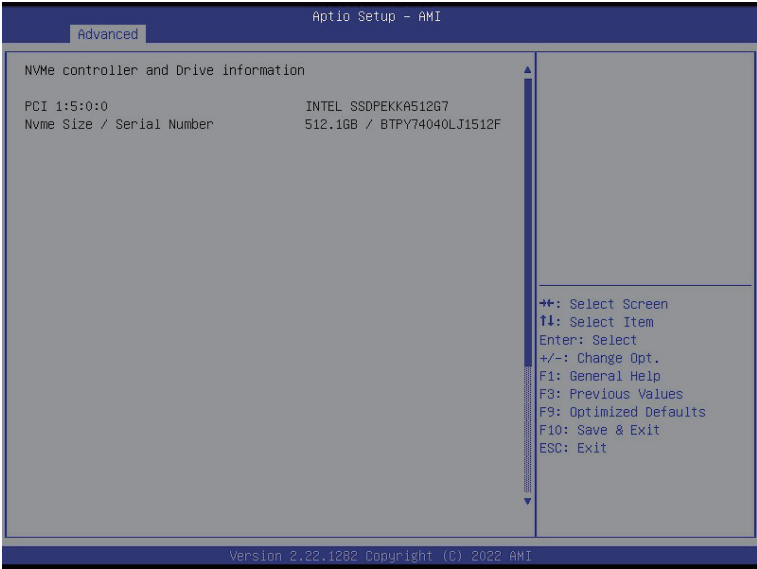 Aptio Setup – AMI
Advanced
NVMe controller and Drive information
PCI 1:5:0:0 INTEL SSDPEKKA512G7
Nvme Size / Serial Number 512.1GB / BTPY74040LJ1512F
→←: Select Screen
↑↓: Select Item
Enter: Select
+/-: Change Opt.
F1: General Help
F3: Previous Values
F9: Optimized Defaults
F10: Save & Exit
ESC: Exit
Version 2.22.1282 Copyright (C) 2022 AMI